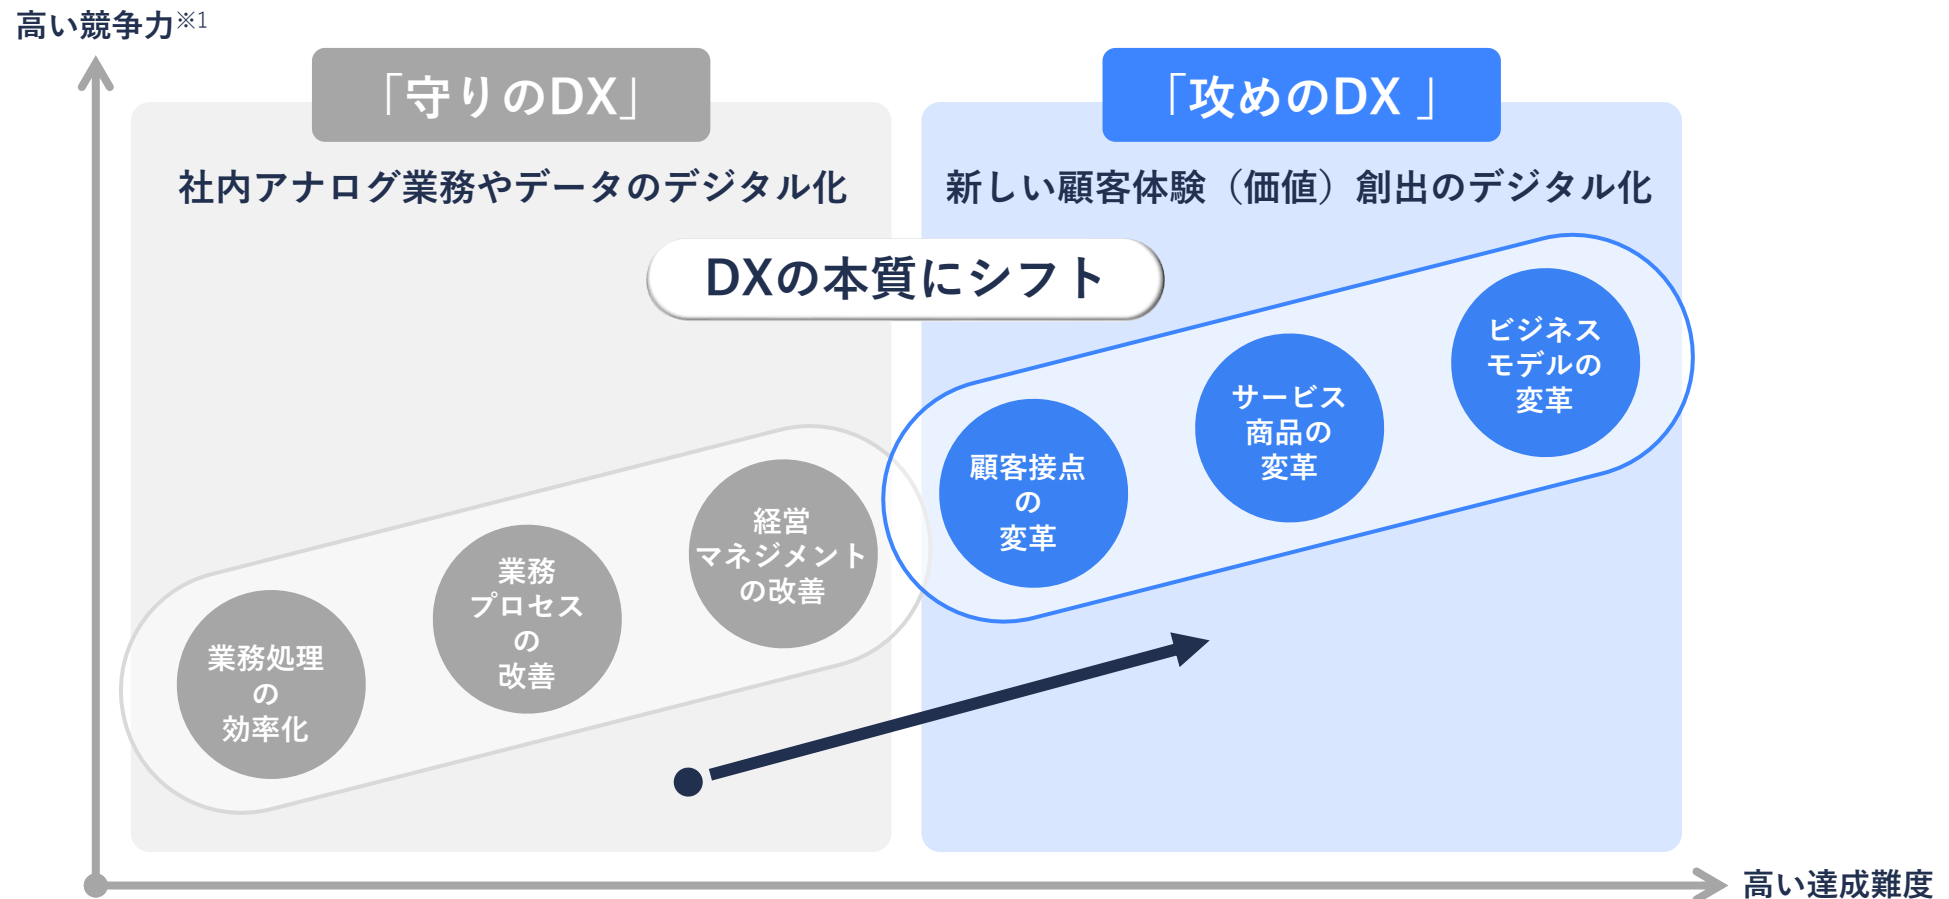 高い競争力※1
「守りのDX」
「攻めのDX 」
社内アナログ業務やデータのデジタル化
新しい顧客体験（価値）創出のデジタル化
DXの本質にシフト
業務処理
の
効率化
業務
プロセス
の
改善
経営
マネジメント
の改善
顧客接点
の
変革
サービス
商品の
変革
ビジネス
モデルの
変革
高い達成難度